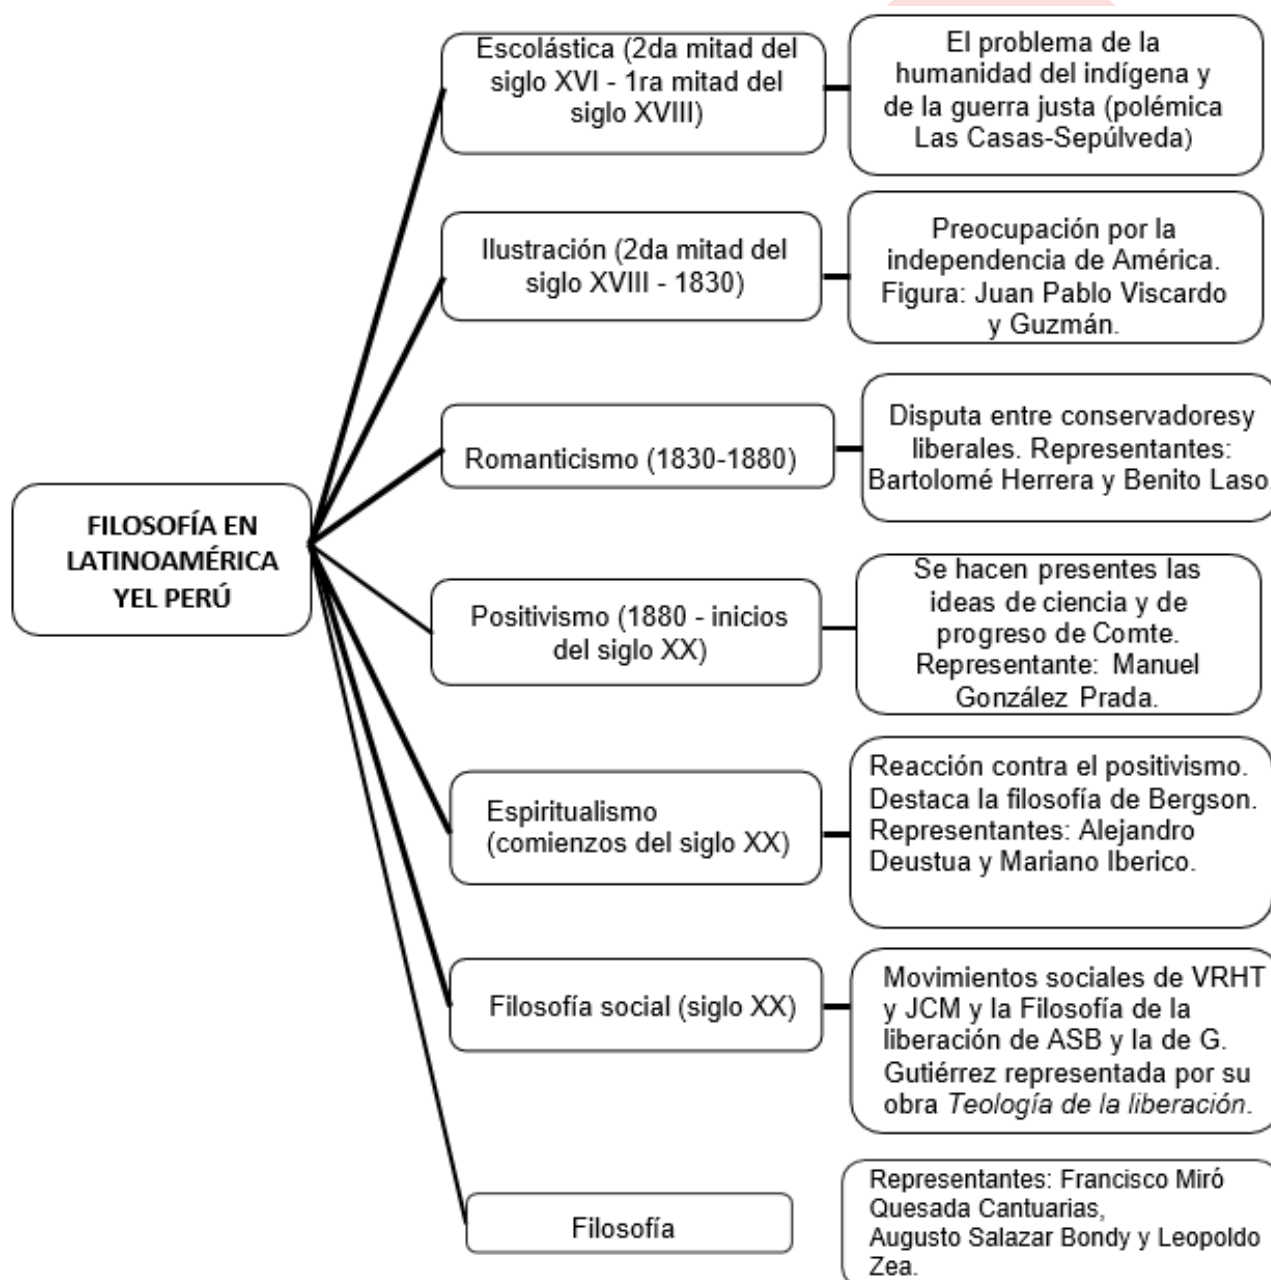 Escolástica (2da mitad del
siglo XVI - 1ra mitad del
siglo XVIII)
El problema de la
humanidad del indígena y
de la guerra justa (polémica
Las Casas-Sepúlveda)
Ilustración (2da mitad del
siglo XVIII - 1830)
Preocupación por la
independencia de América.
Figura: Juan Pablo Viscardo
y Guzmán.
Romanticismo (1830-1880)
Disputa entre conservadoresy
liberales. Representantes:
Bartolomé Herrera y Benito Laso.
FILOSOFÍA EN
LATINOAMÉRICA
YEL PERÚ
Positivismo (1880 - inicios
del siglo XX)
Se hacen presentes las
ideas de ciencia y de
progreso de Comte.
Representante: Manuel
González Prada.
Espiritualismo
(comienzos del siglo XX)
Reacción contra el positivismo.
Destaca la filosofía de Bergson.
Representantes: Alejandro
Deustua y Mariano Iberico.
Filosofía social (siglo XX)
Movimientos sociales de VRHT
y JCM y la Filosofía de la
liberación de ASB y la de G.
Gutiérrez representada por su
obra Teología de la liberación.
Filosofía
Representantes: Francisco Miró
Quesada Cantuarias,
Augusto Salazar Bondy y Leopoldo
Zea.